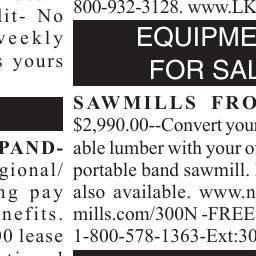 lit- No
weekly
s yours
PAND-
gional/
ng pay
nefits.
00 lease
800-932-3128. www.LK
EQUIPME
FOR SAL
SAWMILLS FRO
$2,990.00--Convert your
able lumber with your o
portable band sawmill.
also available. www.n
mills.com/300N -FREE
1-800-578-1363-Ext:30